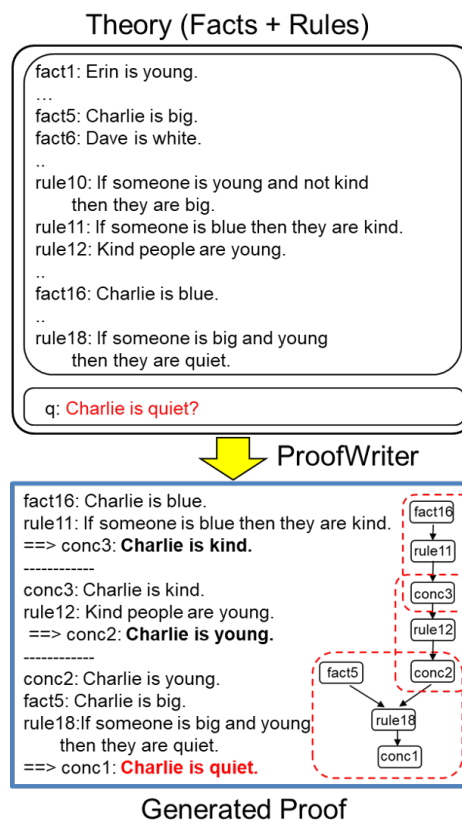 Theory (Facts + Rules)
fact1: Erin is young.
...
fact5: Charlie is big.
fact6: Dave is white.
..
rule10: If someone is young and not kind
then they are big.
rule11: If someone is blue then they are kind.
rule12: Kind people are young.
..
fact16: Charlie is blue.
..
rule18: If someone is big and young
then they are quiet.
q: Charlie is quiet?
ProofWriter
fact16: Charlie is blue.
rule11: If someone is blue then they are kind.
==> conc3: Charlie is kind.
------------
conc3: Charlie is kind.
rule12: Kind people are young.
==> conc2: Charlie is young.
------------
conc2: Charlie is young.
fact5: Charlie is big.
rule18:If someone is big and young
then they are quiet.
==> conc1: Charlie is quiet.
fact16
rule11
conc3
rule12
fact5
conc2
rule18
conc1
Generated Proof